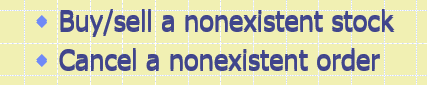 Buy/sell a nonexistent stock
Cancel a nonexistent order